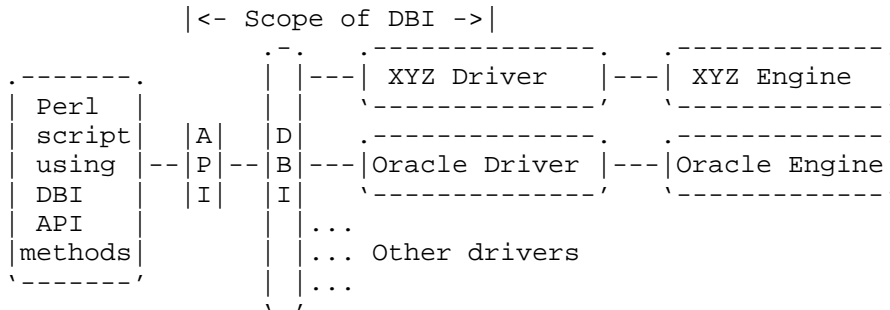 |<- Scope of DBI ->|
             .-.   .--------------.   .-------------
.-------.    | |---| XYZ Driver   |---| XYZ Engine
| Perl  |    | |   `--------------'   `-------------
| script|  |A|  |D|   .--------------.   .-------------
| using |--|P|--|B|---|Oracle Driver |---|Oracle Engine
| DBI   |  |I|  |I|   `--------------'   `-------------
| API   |       | |...
|methods|       | |... Other drivers
`-------'       | |...
                `-'